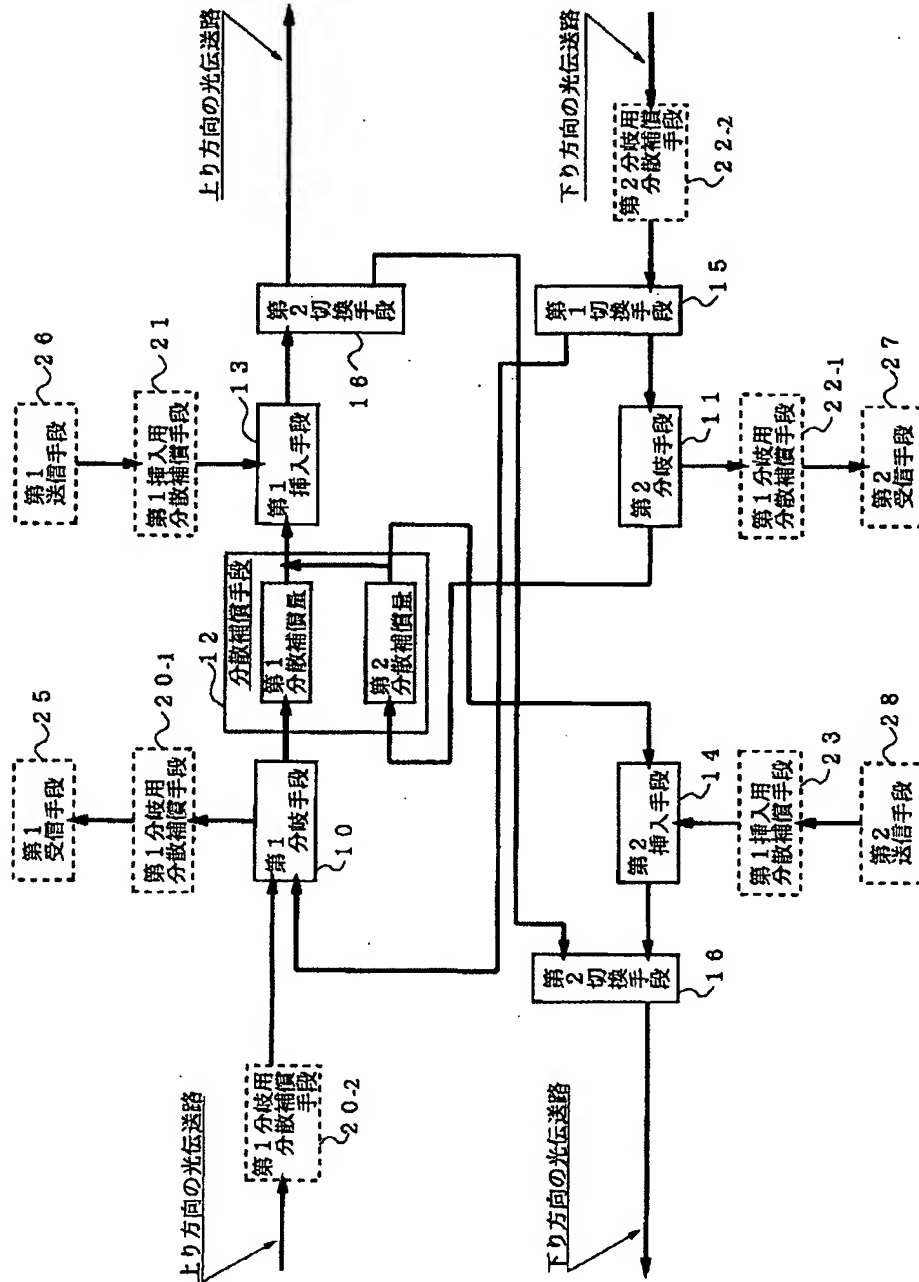 上り方向の光伝送路
上り方向の光伝送路
第1分岐用
分散補償
手段
20-2
第1
受信手段
25
第1分岐用
分散補償手段
20-1
第1
分岐手段
10
12
分散補償手段
第1
分散補償量
第2
分散補償量
第1
送信手段
26
第1挿入用
分散補償手段
21
第1
挿入手段
13
第2
切換手段
16
下り方向の光伝送路
下り方向の光伝送路
第2分岐用
分散補償
手段
22-2
第1
切換手段
15
第2
分岐手段
11
第1分岐用
分散補償手段
22-1
第2
受信手段
27
第2
挿入手段
14
第1挿入用
分散補償手段
23
第2
送信手段
28
第2
切換手段
16